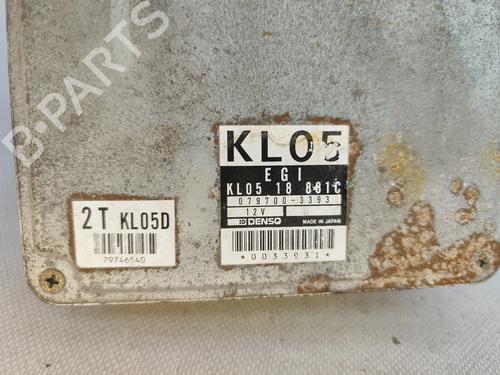 B-PARTS
KL05
EGI
KL05 18 881C
079700-3393
12V
DENSO
MADE IN JAPAN
*0033931*
2T KL05D
79746540